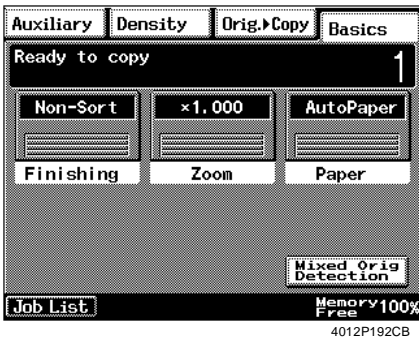 Auxiliary Density Orig.▸Copy Basics
Ready to copy 1
Non-Sort ×1.000 AutoPaper
Finishing Zoom Paper
Mixed Orig
Detection
Job List Memory Free 100%
4012P192CB